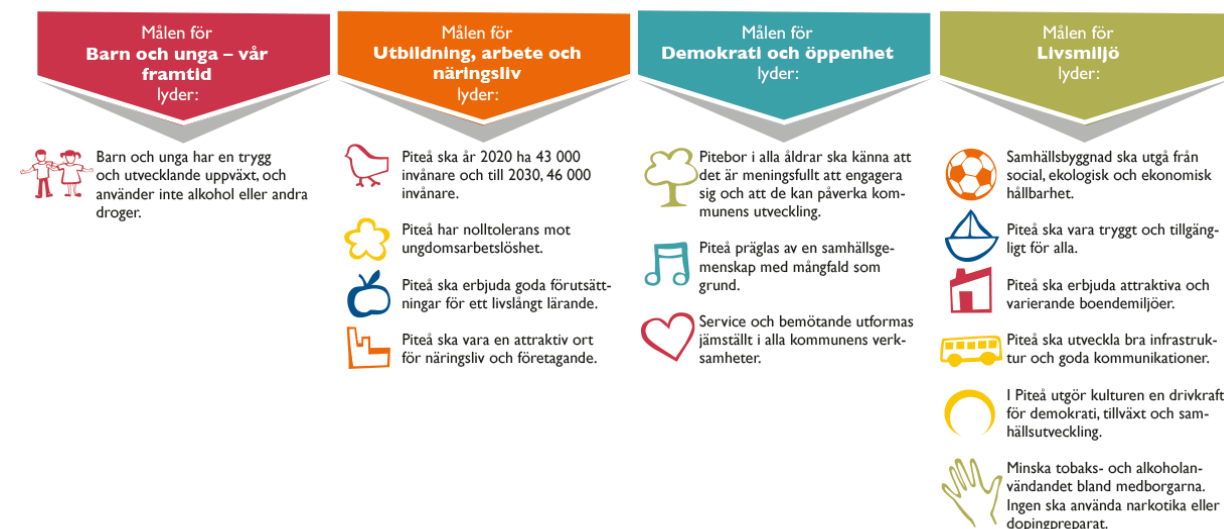 Målen för
Barn och unga – vår
framtid
lyder:
Barn och unga har en trygg
och utvecklande uppväxt, och
använder inte alkohol eller andra
droger.
Målen för
Utbildning, arbete och
näringsliv
lyder:
Piteå ska år 2020 ha 43 000
invånare och till 2030, 46 000
invånare.
Piteå har nolltolerans mot
ungdomsarbetslöshet.
Piteå ska erbjuda goda förutsätt-
ningar för ett livslångt lärande.
Piteå ska vara en attraktiv ort
för näringsliv och företagande.
Målen för
Demokrati och öppenhet
lyder:
Pitebor i alla åldrar ska känna att
det är meningsfullt att engagera
sig och att de kan påverka kom-
munens utveckling.
Piteå präglas av en samhällsge-
menskap med mångfald som
grund.
Service och bemötande utformas
jämställt i alla kommunens verk-
samheter.
Målen för
Livsmiljö
lyder:
Samhällsbyggnad ska utgå från
social, ekologisk och ekonomisk
hållbarhet.
Piteå ska vara tryggt och tillgäng-
ligt för alla.
Piteå ska erbjuda attraktiva och
varierande boendemiljöer.
Piteå ska utveckla bra infrastruk-
tur och goda kommunikationer.
I Piteå utgör kulturen en drivkraft
för demokrati, tillväxt och sam-
hällsutveckling.
Minska tobaks- och alkoholan-
vändandet bland medborgarna.
Ingen ska använda narkotika eller
dopingpreparat.